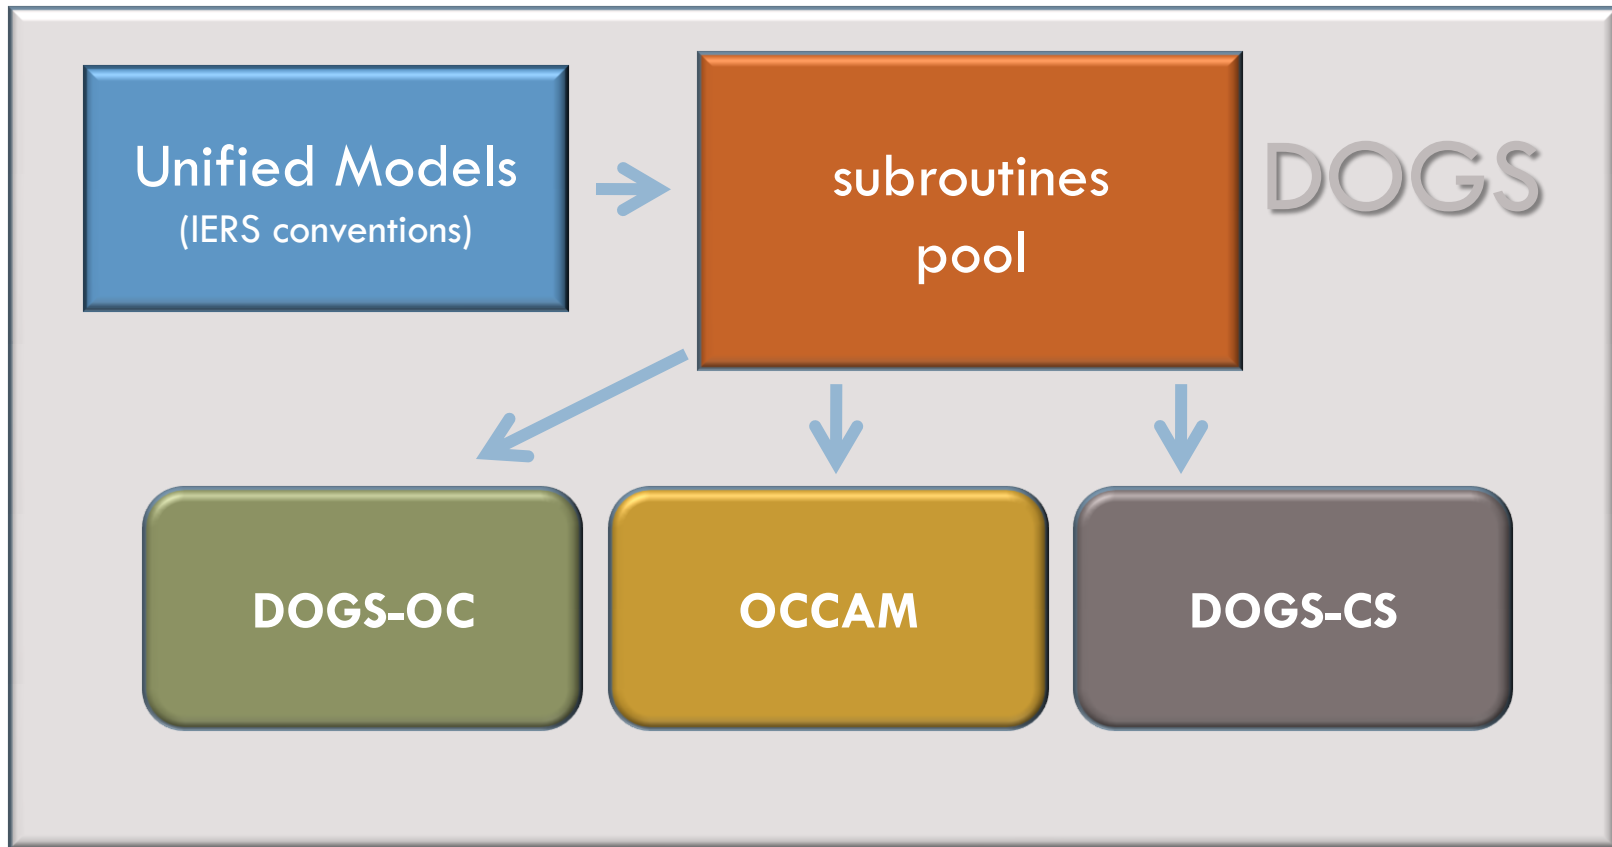 Unified Models
(IERS conventions)
subroutines
pool
DOGS
DOGS-OC
OCCAM
DOGS-CS